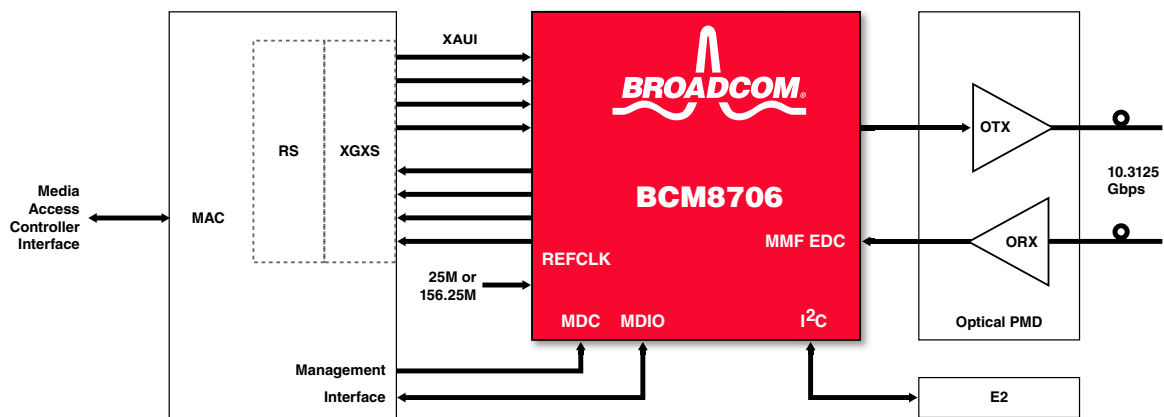 XAUI
BROADCOM®
RS
XGXS
OTX
10.3125
Gbps
Media
Access
Controller
Interface
MAC
BCM8706
MMF EDC
ORX
REFCLK
25M or
156.25M
MDC
MDIO
I²C
Optical PMD
Management
Interface
E2